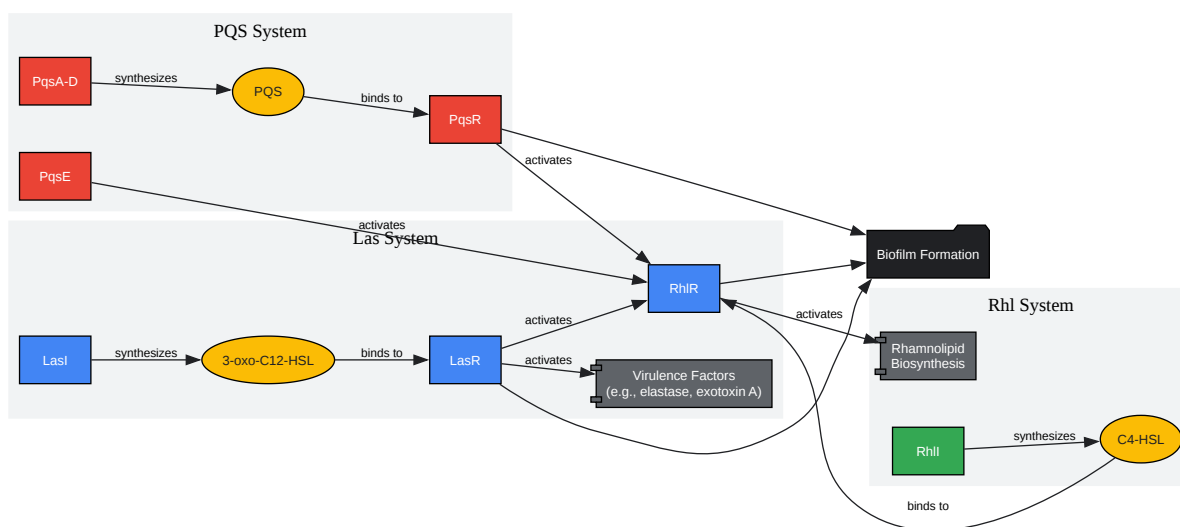 PQS System
PqsA-D
synthesizes
PQS
binds to
PqsR
activates
PqsE
activates
Las System
RhlR
Biofilm Formation
activates
Rhl System
Rhamnolipid
Biosynthesis
LasI
synthesizes
3-oxo-C12-HSL
binds to
LasR
activates
activates
Virulence Factors
(e.g., elastase, exotoxin A)
RhlI
synthesizes
C4-HSL
binds to